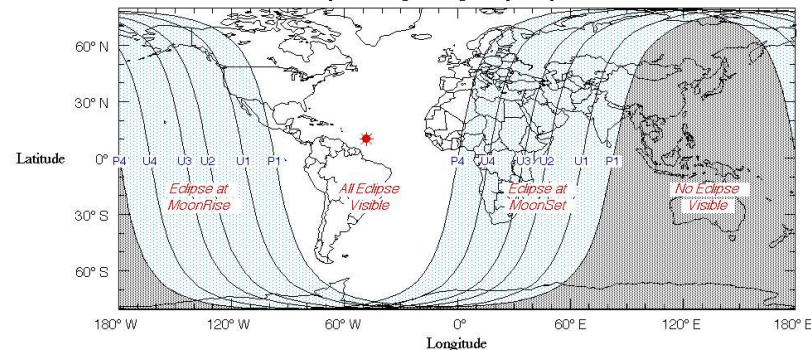 60° N
30° N
Latitude
0°
30° S
60° S
P4 U4 U3 U2 U1 P1
P4 U4 U3 U2 U1 P1
Eclipse at
MoonRise
All Eclipse
Visible
Eclipse at
MoonSet
No Eclipse
Visible
180° W 120° W 60° W 0° 60° E 120° E 180° E
Longitude